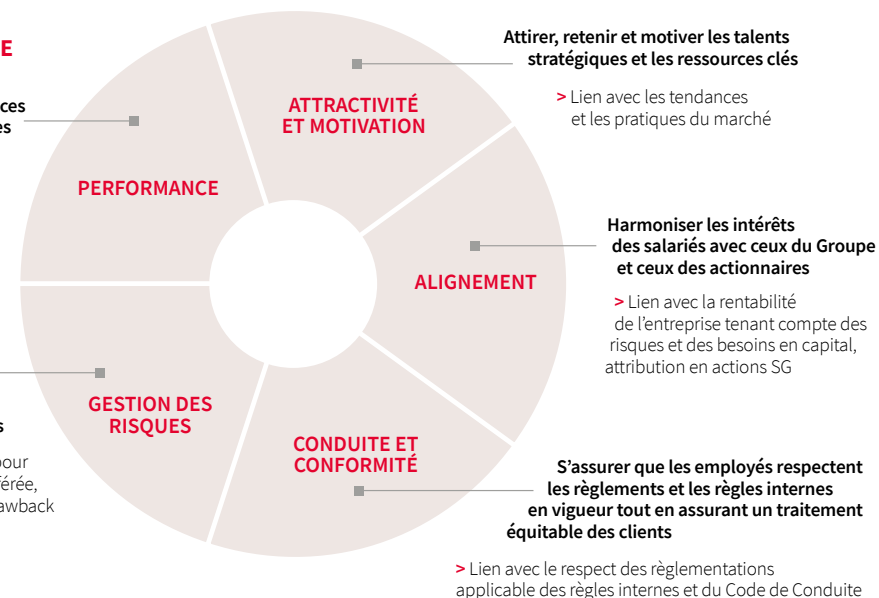 E
ces
es
PERFORMANCE
ATTRACTIVITÉ
ET MOTIVATION
Attirer, retenir et motiver les talents
stratégiques et les ressources clés
> Lien avec les tendances
et les pratiques du marché
ALIGNEMENT
Harmoniser les intérêts
des salariés avec ceux du Groupe
et ceux des actionnaires
> Lien avec la rentabilité
de l’entreprise tenant compte des
risques et des besoins en capital,
attribution en actions SG
GESTION DES
RISQUES
s
pour
férée,
awback
CONDUITE ET
CONFORMITÉ
S’assurer que les employés respectent
les règlements et les règles internes
en vigueur tout en assurant un traitement
équitable des clients
> Lien avec le respect des règlementations
applicable des règles internes et du Code de Conduite